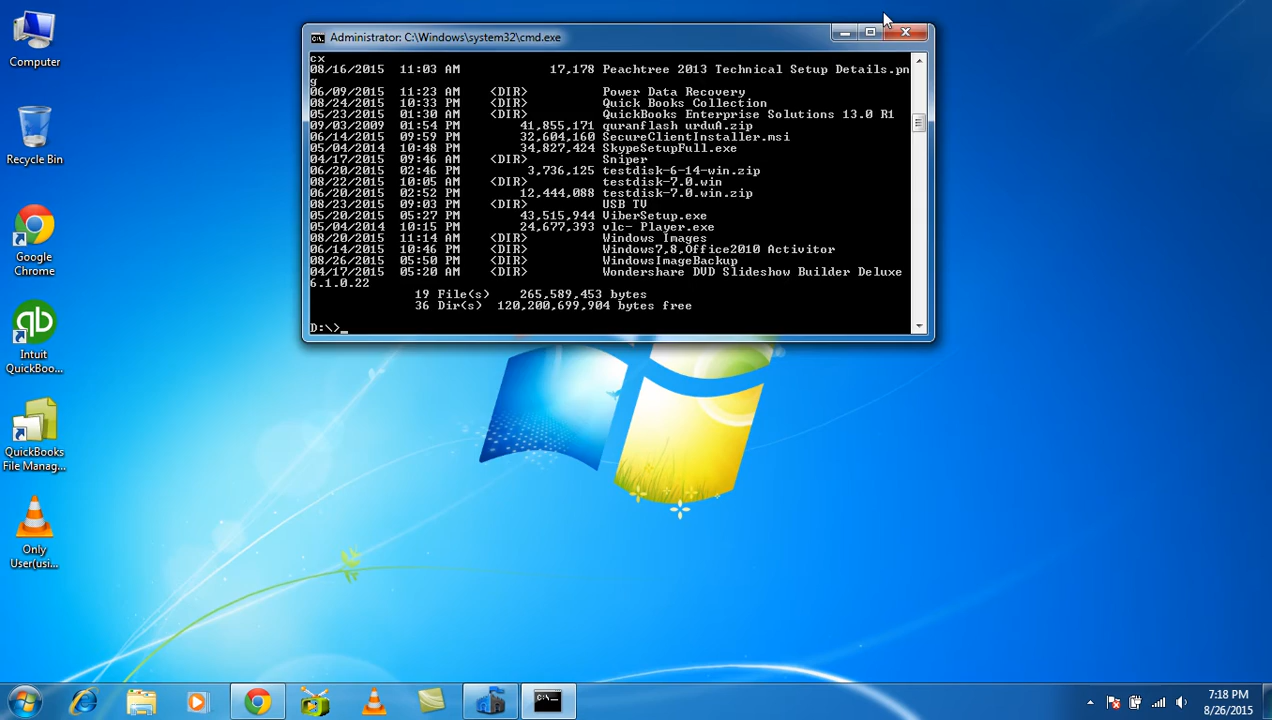 Administrator: C:\Windows\system32\cmd.exe
cx
08/16/2015 11:03 AM 17,178 Peachtree 2013 Technical Setup Details.pn
g
06/09/2015 11:23 AM <DIR> Power Data Recovery
08/24/2015 10:33 PM <DIR> Quick Books Collection
05/23/2015 01:30 AM <DIR> QuickBooks Enterprise Solutions 13.0 R1
09/03/2009 01:54 PM 41,855,171 quranflash urduA.zip
06/14/2015 09:59 PM 32,604,160 SecureClientInstaller.msi
05/04/2014 10:48 PM 34,827,424 SkypeSetupFull.exe
04/17/2015 09:46 AM <DIR> Sniper
06/20/2015 02:46 PM 3,736,125 testdisk-6-14-win.zip
08/22/2015 10:05 AM <DIR> testdisk-7.0.win
06/20/2015 02:52 PM 12,444,088 testdisk-7.0.win.zip
08/23/2015 09:03 PM <DIR> USB TV
05/20/2015 05:27 PM 43,515,944 ViberSetup.exe
05/04/2014 10:15 PM 24,677,393 vlc- Player.exe
08/20/2015 11:14 AM <DIR> Windows Images
06/14/2015 10:46 PM <DIR> Windows7,8,Office2010 Activitor
08/26/2015 05:50 PM <DIR> WindowsImageBackup
04/17/2015 05:20 AM <DIR> Wondershare DVD Slideshow Builder Deluxe
6.1.0.22
19 File(s) 265,589,453 bytes
36 Dir(s) 120,200,699,904 bytes free
D:\>_
Computer
Recycle Bin
Google
Chrome
qb
Intuit
QuickBoo...
QuickBooks
File Manag...
Only
User(usi...
C:\_
7:18 PM
8/26/2015